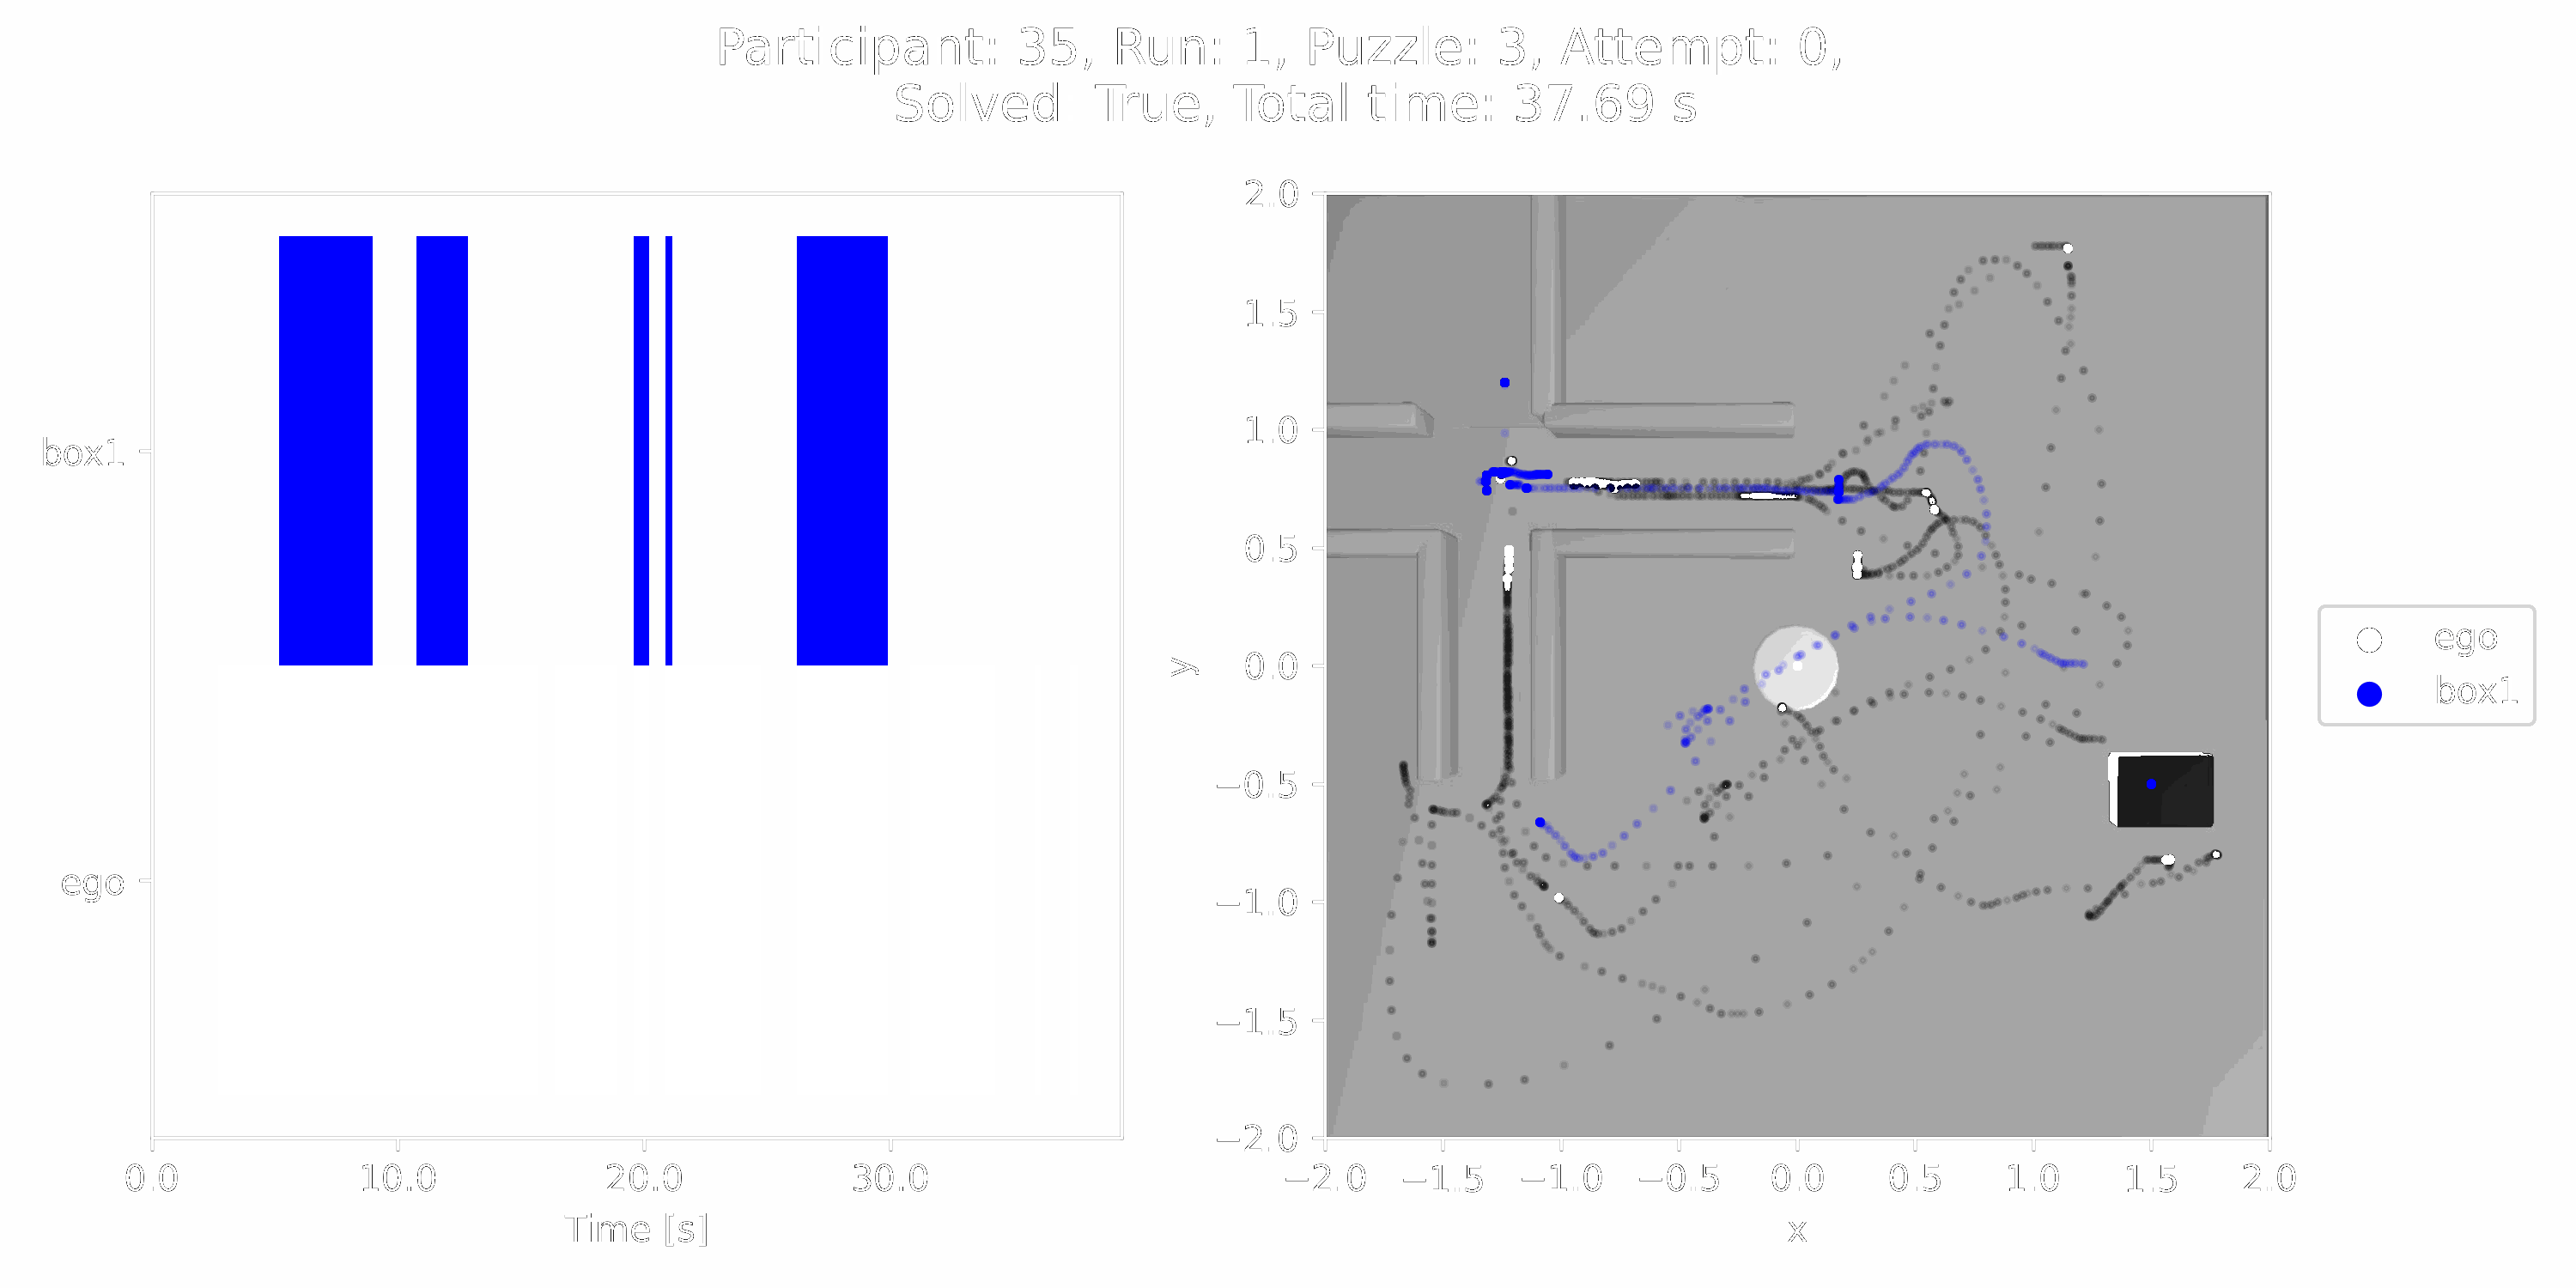 Participant: 35, Run: 1, Puzzle: 3, Attempt: 0,
Solved True, Total time: 37.69 s
box1
ego
0.0 10.0 20.0 30.0
Time [s]
2.0
1.5
1.0
0.5
0.0
−0.5
−1.0
−1.5
−2.0
y
−2.0 −1.5 −1.0 −0.5 0.0 0.5 1.0 1.5 2.0
x
ego
box1